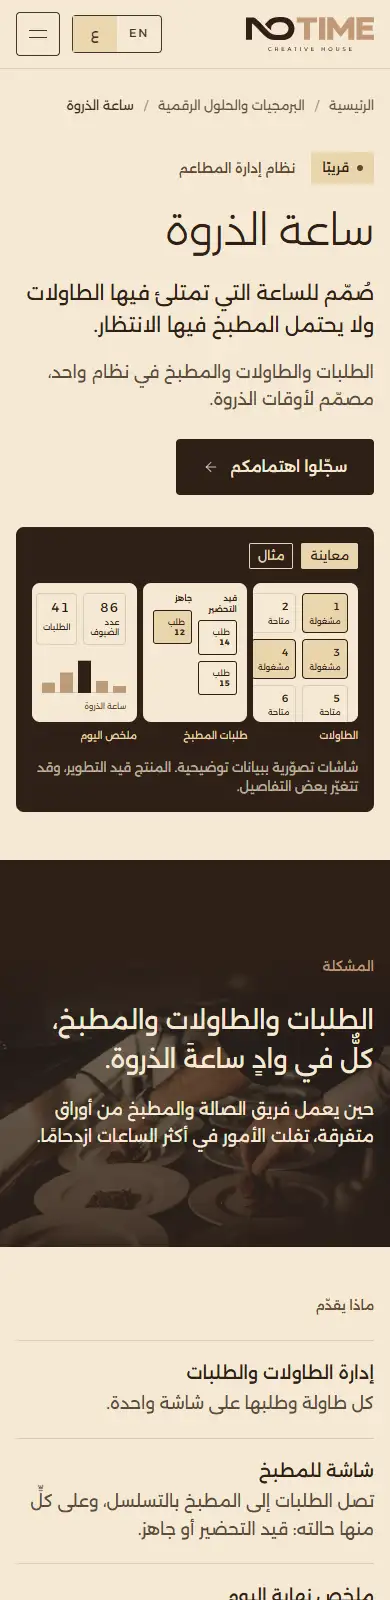 NOTIME
CREATIVE HOUSE
EN
ع
الرئيسية / البرمجيات والحلول الرقمية / ساعة الذروة
قريبًا
نظام إدارة المطاعم
ساعة الذروة
صُمّم للساعة التي تمتلئ فيها الطاولات
ولا يحتمل المطبخ فيها الانتظار.
الطلبات والطاولات والمطبخ في نظام واحد،
مصمّم لأوقات الذروة.
سجّلوا اهتمامكم ←
معاينة
مثال
1 مشغولة
2 متاحة
3 مشغولة
4 مشغولة
5 متاحة
6 متاحة
الطاولات
قيد التحضير
جاهز
طلب 14
طلب 12
طلب 15
طلبات المطبخ
86 عدد الضيوف
41 الطلبات
ساعة الذروة
ملخص اليوم
شاشات تصوّرية ببيانات توضيحية. المنتج قيد التطوير، وقد
تتغيّر بعض التفاصيل.
المشكلة
الطلبات والطاولات والمطبخ،
كلٌّ في وادٍ ساعةَ الذروة.
حين يعمل فريق الصالة والمطبخ من أوراق
متفرقة، تفلت الأمور في أكثر الساعات ازدحامًا.
ماذا يقدّم
إدارة الطاولات والطلبات
كل طاولة وطلبها على شاشة واحدة.
شاشة للمطبخ
تصل الطلبات إلى المطبخ بالتسلسل، وعلى كلٍّ
منها حالته: قيد التحضير أو جاهز.
ملخص نهاية اليوم